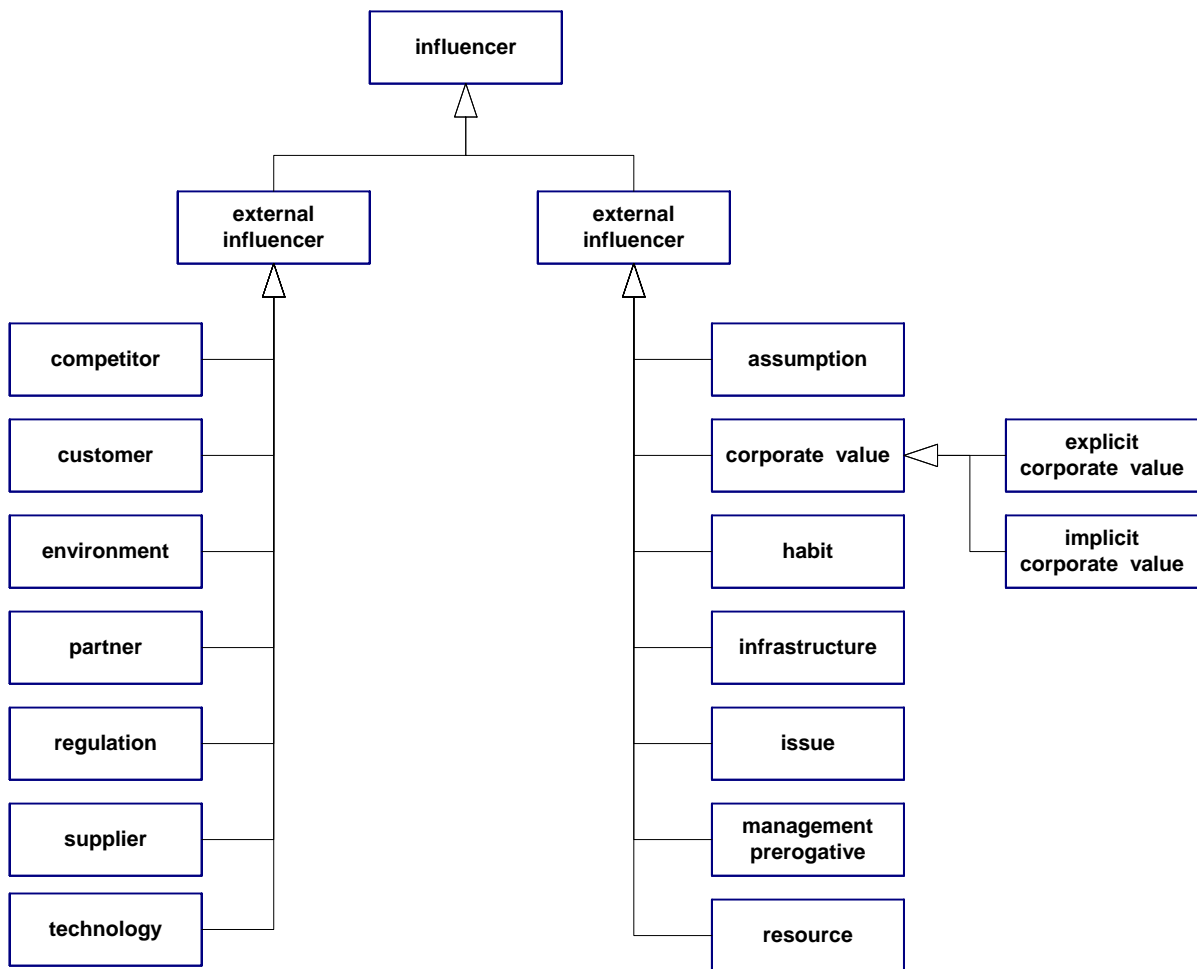 influencer
external
influencer
external
influencer
competitor
customer
environment
partner
regulation
supplier
technology
assumption
corporate value
habit
infrastructure
issue
management
prerogative
resource
explicit
corporate value
implicit
corporate value